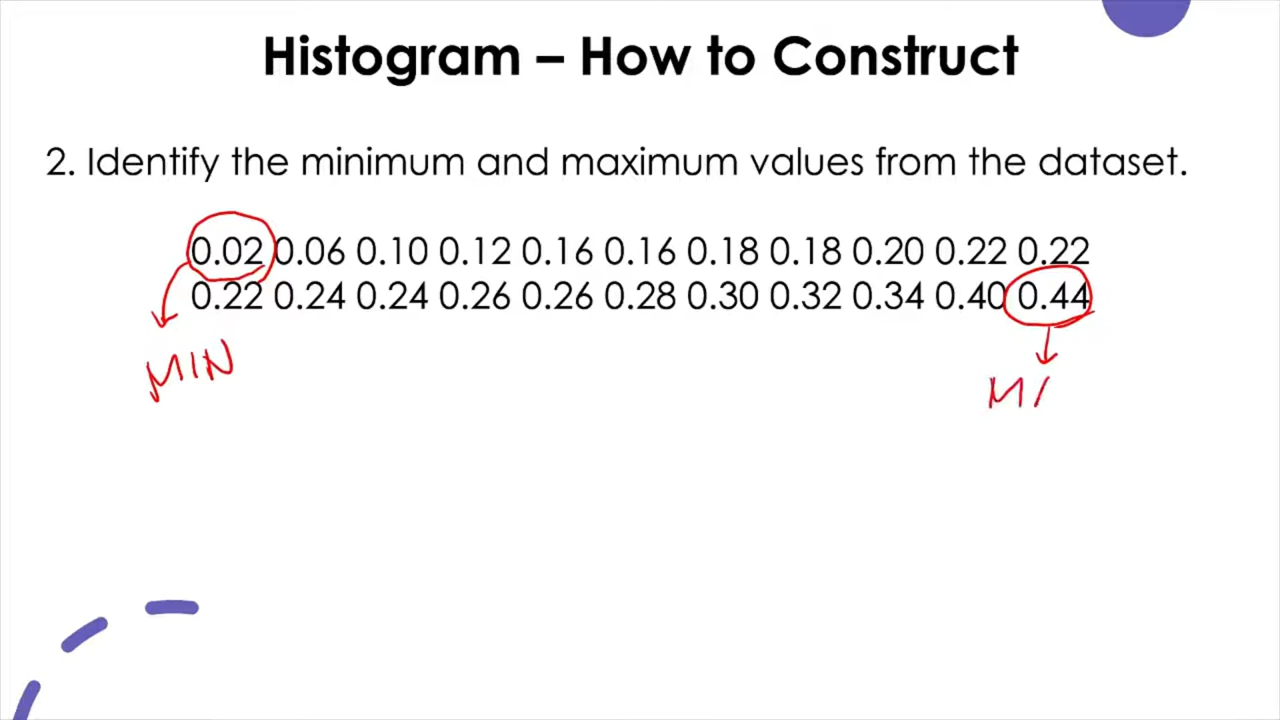 Histogram – How to Construct
2. Identify the minimum and maximum values from the dataset.
0.02 0.06 0.10 0.12 0.16 0.16 0.18 0.18 0.20 0.22 0.22
0.22 0.24 0.24 0.26 0.26 0.28 0.30 0.32 0.34 0.40 0.44
MIN